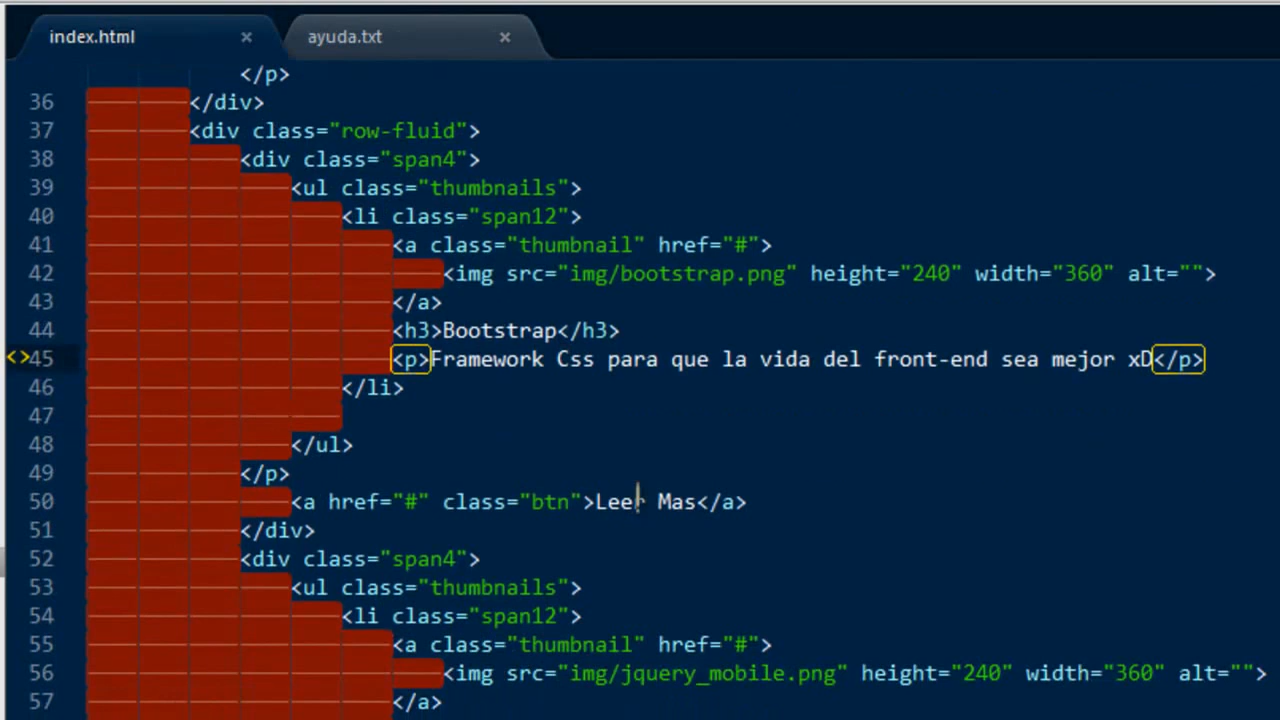 index.html × ayuda.txt ×
</p>
36 </div>
37 <div class="row-fluid">
38 <div class="span4">
39 <ul class="thumbnails">
40 <li class="span12">
41 <a class="thumbnail" href="#">
42 <img src="img/bootstrap.png" height="240" width="360" alt="">
43 </a>
44 <h3>Bootstrap</h3>
<>45 <p>Framework Css para que la vida del front-end sea mejor xD</p>
46 </li>
47
48 </ul>
49 </p>
50 <a href="#" class="btn">Leer Mas</a>
51 </div>
52 <div class="span4">
53 <ul class="thumbnails">
54 <li class="span12">
55 <a class="thumbnail" href="#">
56 <img src="img/jquery_mobile.png" height="240" width="360" alt="">
57 </a>